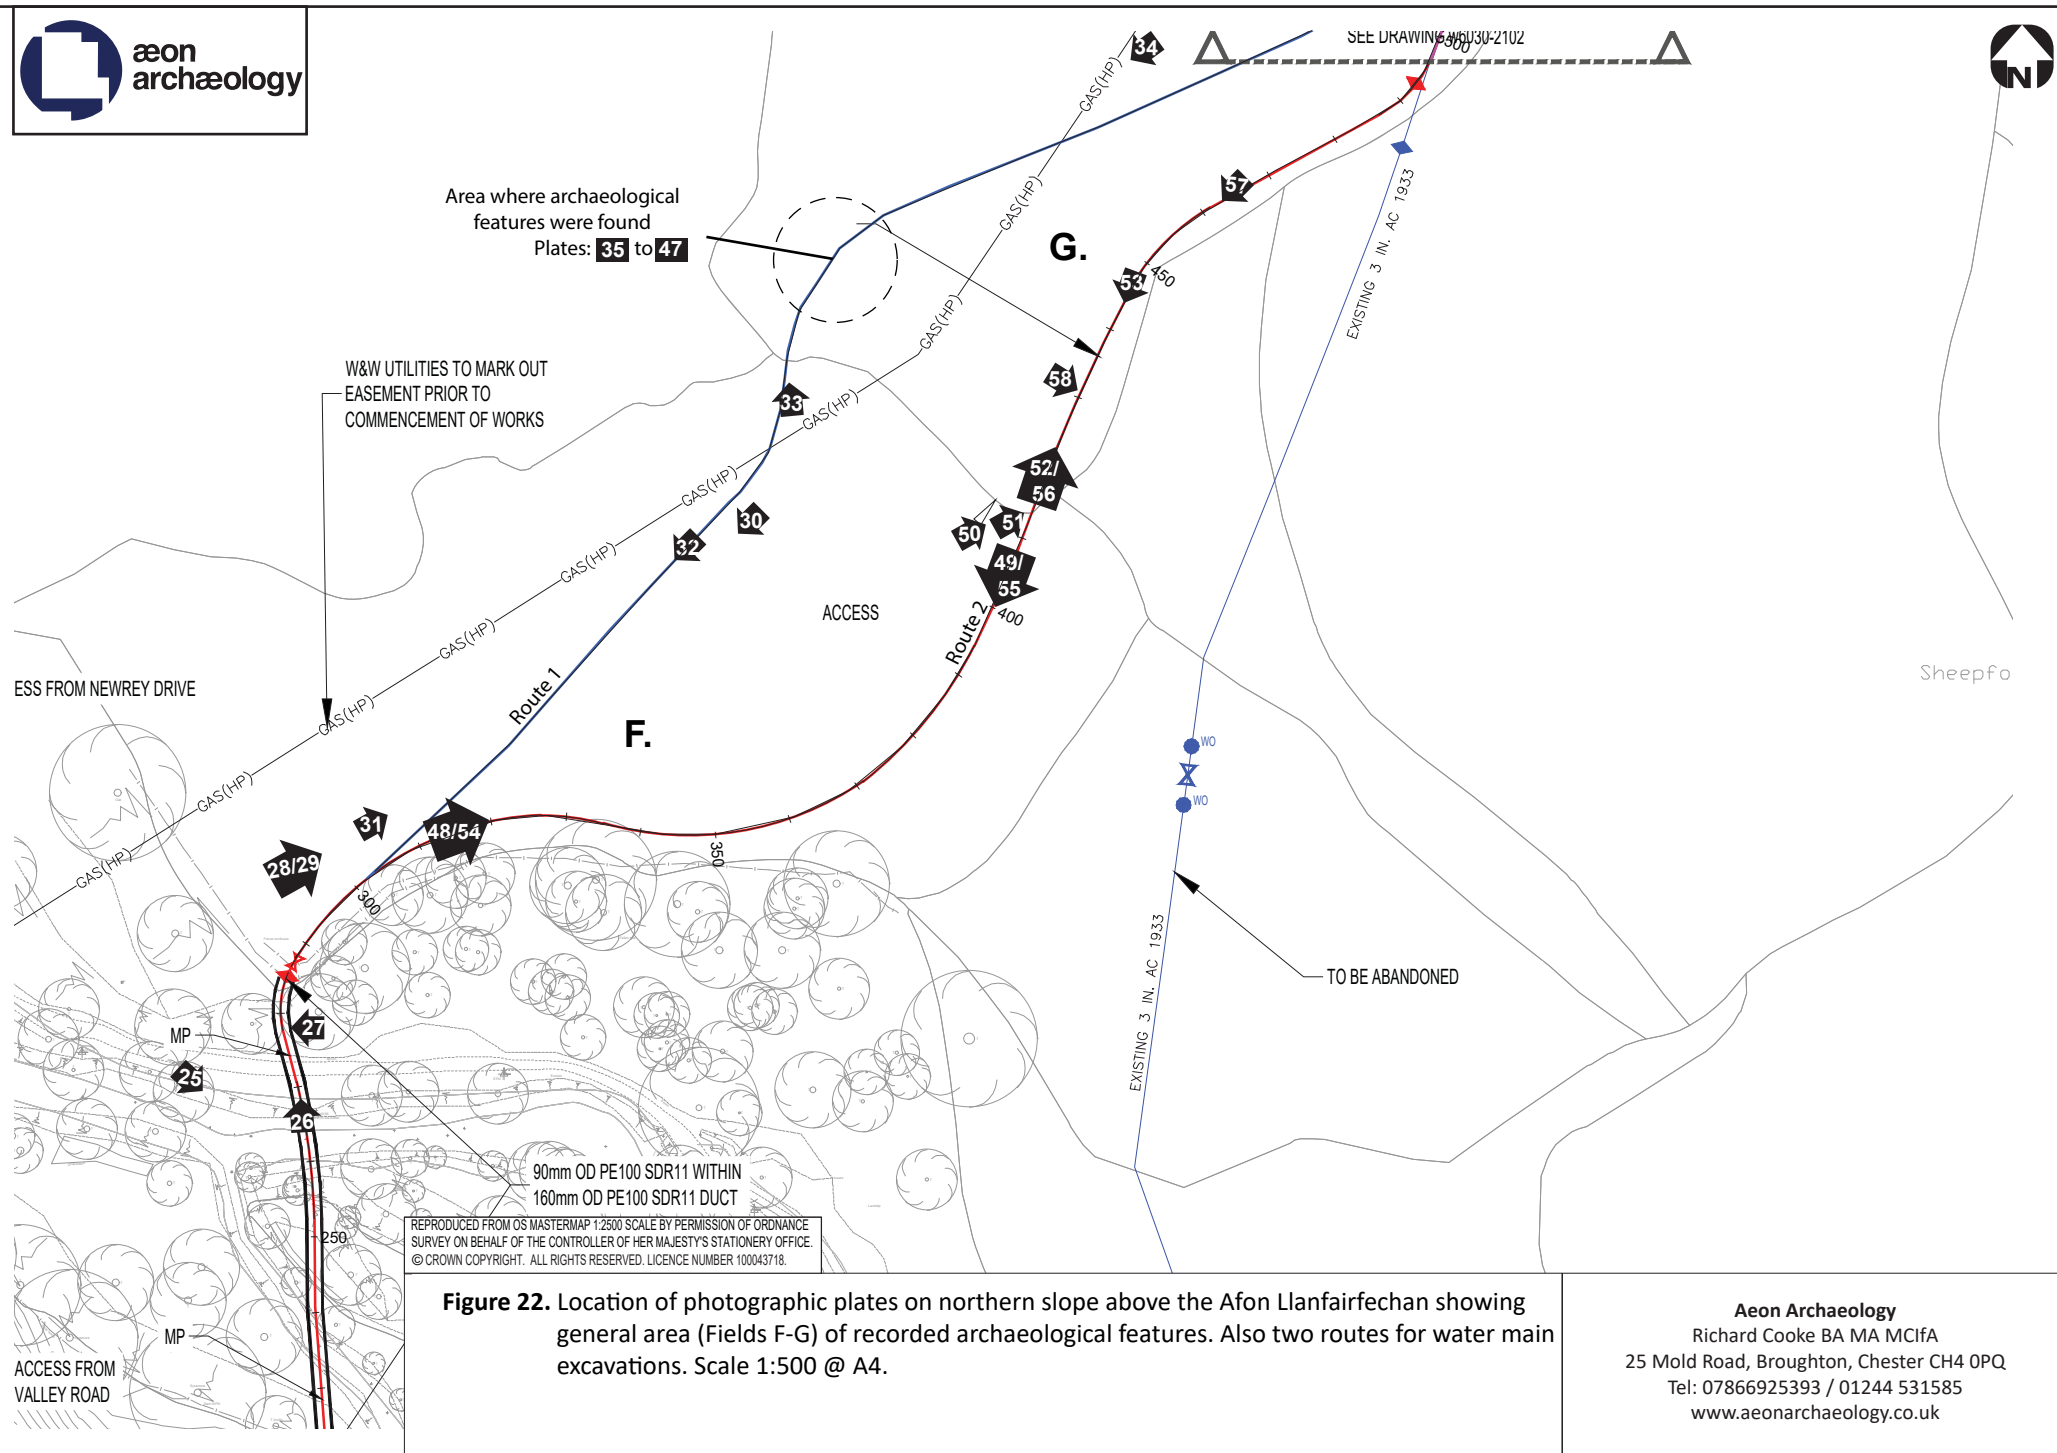 æon
archæology
SEE DRAWING W6030-2102
N
34
500
GAS(HP)
57
Area where archaeological
features were found
Plates: 35 to 47
GAS(HP)
G.
EXISTING 3 IN. AC 1933
53
450
GAS(HP)
W&W UTILITIES TO MARK OUT
EASEMENT PRIOR TO
COMMENCEMENT OF WORKS
58
33
GAS(HP)
52/
56
GAS(HP)
30
50
51
32
GAS(HP)
49/
55
ACCESS
400
Route 2
GAS(HP)
ESS FROM NEWREY DRIVE
Route 1
Sheepfo
GAS(HP)
F.
WO
WO
GAS(HP)
31
48/54
350
28/29
GAS(HP)
300
TO BE ABANDONED
EXISTING 3 IN. AC 1933
27
MP
25
26
90mm OD PE100 SDR11 WITHIN
160mm OD PE100 SDR11 DUCT
250
REPRODUCED FROM OS MASTERMAP 1:2500 SCALE BY PERMISSION OF ORDNANCE
SURVEY ON BEHALF OF THE CONTROLLER OF HER MAJESTY'S STATIONERY OFFICE.
© CROWN COPYRIGHT. ALL RIGHTS RESERVED. LICENCE NUMBER 100043718.
MP
ACCESS FROM
VALLEY ROAD
Figure 22. Location of photographic plates on northern slope above the Afon Llanfairfechan showing
general area (Fields F-G) of recorded archaeological features. Also two routes for water main
excavations. Scale 1:500 @ A4.
Aeon Archaeology
Richard Cooke BA MA MCIfA
25 Mold Road, Broughton, Chester CH4 0PQ
Tel: 07866925393 / 01244 531585
www.aeonarchaeology.co.uk